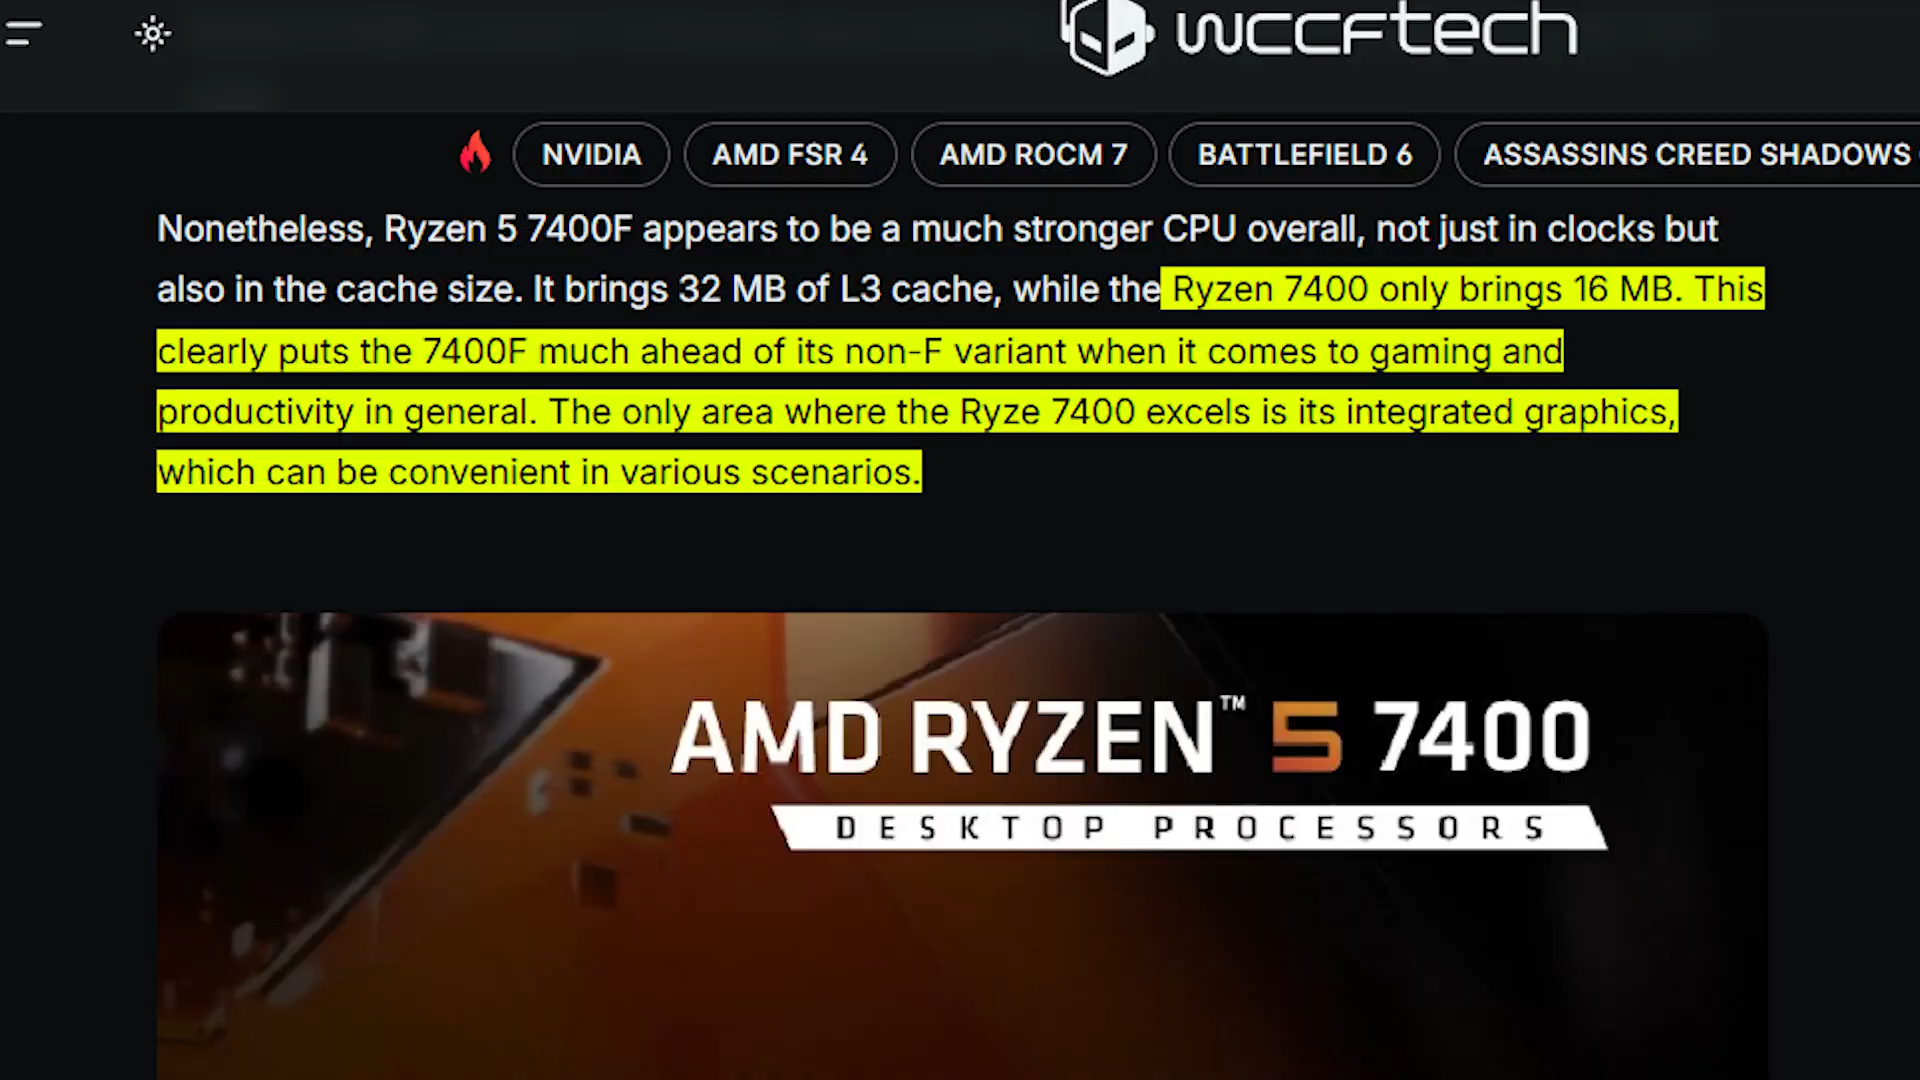 wccftech
NVIDIA
AMD FSR 4
AMD ROCM 7
BATTLEFIELD 6
ASSASSINS CREED SHADOWS
Nonetheless, Ryzen 5 7400F appears to be a much stronger CPU overall, not just in clocks but
also in the cache size. It brings 32 MB of L3 cache, while the Ryzen 7400 only brings 16 MB. This
clearly puts the 7400F much ahead of its non-F variant when it comes to gaming and
productivity in general. The only area where the Ryze 7400 excels is its integrated graphics,
which can be convenient in various scenarios.
AMD RYZEN™ 5 7400
DESKTOP PROCESSORS